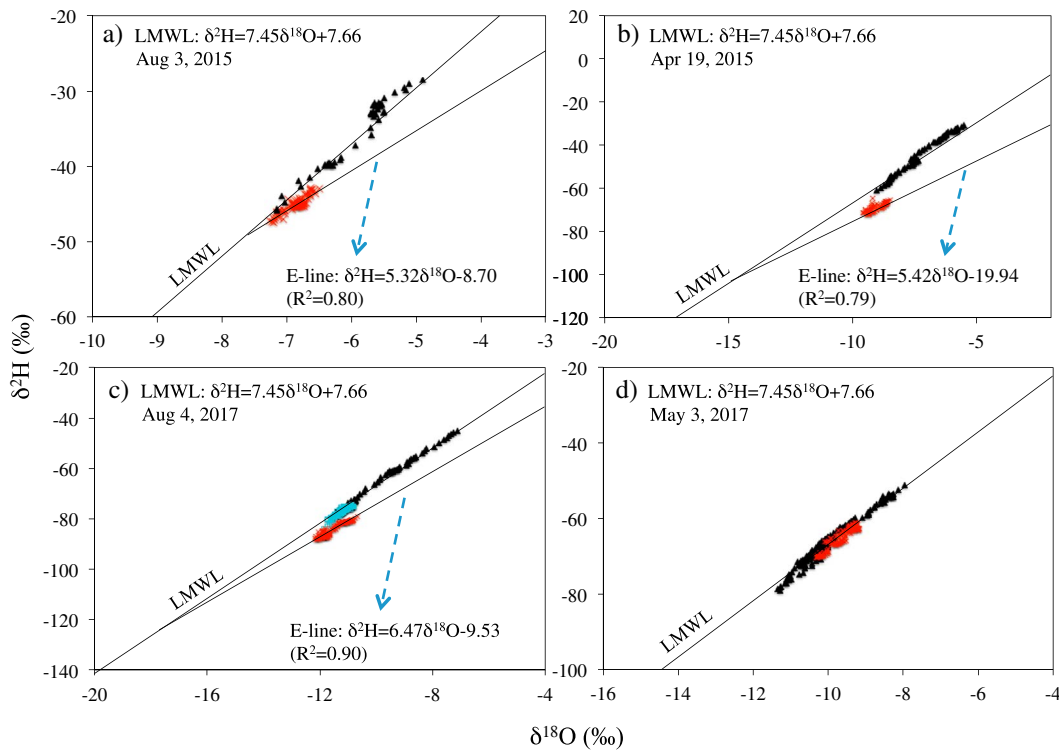 a) LMWL: δ²H=7.45δ¹⁸O+7.66
Aug 3, 2015
-20
-30
-40
-50
-60
LMWL
E-line: δ²H=5.32δ¹⁸O-8.70
(R²=0.80)
-10 -9 -8 -7 -6 -5 -4 -3
b) LMWL: δ²H=7.45δ¹⁸O+7.66
Apr 19, 2015
20
0
-20
-40
-60
-80
-100
-120
LMWL
E-line: δ²H=5.42δ¹⁸O-19.94
(R²=0.79)
-20 -15 -10 -5
δ²H (‰)
c) LMWL: δ²H=7.45δ¹⁸O+7.66
Aug 4, 2017
-20
-40
-60
-80
-100
-120
-140
LMWL
E-line: δ²H=6.47δ¹⁸O-9.53
(R²=0.90)
-20 -16 -12 -8 -4
d) LMWL: δ²H=7.45δ¹⁸O+7.66
May 3, 2017
-20
-40
-60
-80
-100
LMWL
-16 -14 -12 -10 -8 -6 -4
δ¹⁸O (‰)